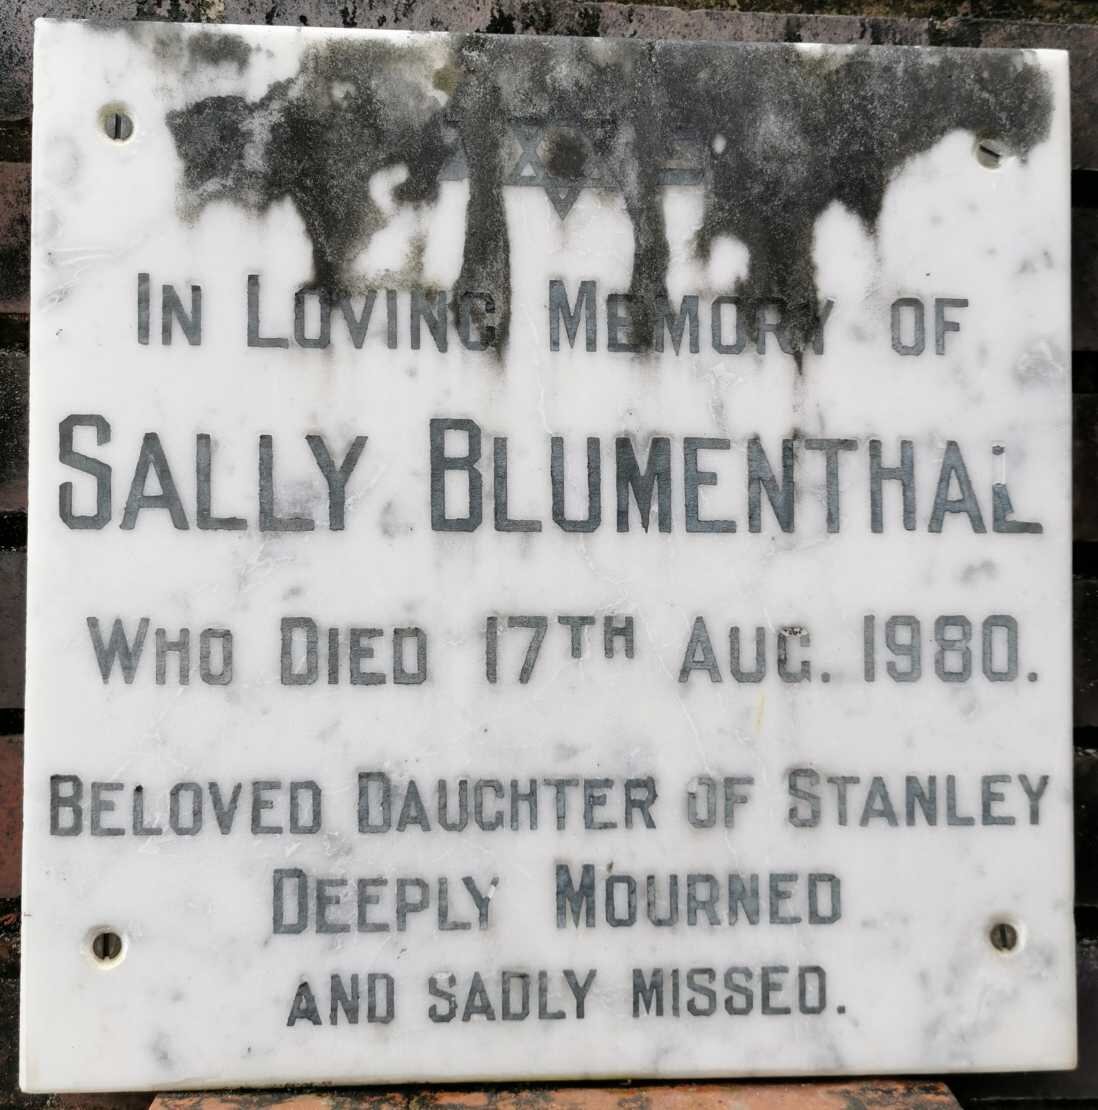 IN LOVING MEMORY OF
SALLY BLUMENTHAL
WHO DIED 17TH AUG. 1980.
BELOVED DAUGHTER OF STANLEY
DEEPLY MOURNED
AND SADLY MISSED.